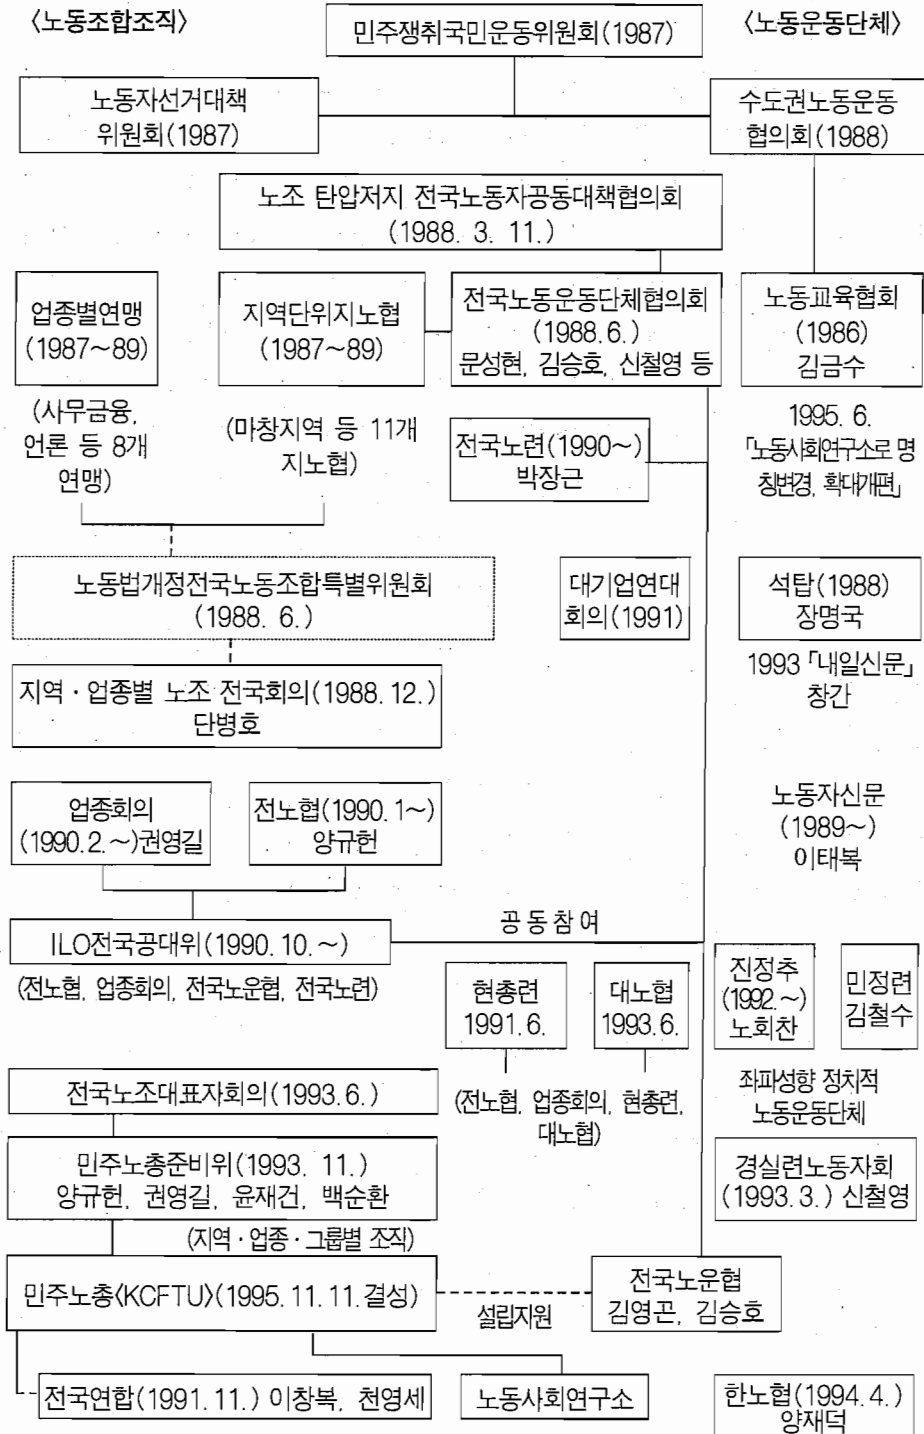 〈노동조합조직〉
민주쟁취국민운동위원회(1987)
〈노동운동단체〉
노동자선거대책
위원회(1987)
수도권노동운동
협의회(1988)
노조 탄압저지 전국노동자공동대책협의회
(1988. 3. 11.)
업종별연맹
(1987~89)
지역단위지노협
(1987~89)
전국노동운동단체협의회
(1988.6.)
문성현, 김승호, 신철영 등
노동교육협회
(1986)
김금수
(사무금융,
언론 등 8개
연맹)
(마창지역 등 11개
지노협)
전국노련(1990~)
박장근
1995. 6.
「노동사회연구소로 명
칭변경, 확대개편」
노동법개정전국노동조합특별위원회
(1988. 6.)
대기업연대
회의(1991)
석탑(1988)
장명국
지역·업종별 노조 전국회의(1988.12.)
단병호
1993 「내일신문」
창간
업종회의
(1990.2.~)권영길
전노협(1990.1~)
양규헌
노동자신문
(1989~)
이태복
ILO전국공대위(1990.10.~)
공동참여
(전노협, 업종회의, 전국노운협, 전국노련)
현총련
1991.6.
대노협
1993.6.
진정추
(1992.~)
노회찬
민정련
김철수
전국노조대표자회의(1993.6.)
(전노협, 업종회의, 현총련,
대노협)
좌파성향 정치적
노동운동단체
민주노총준비위(1993. 11.)
양규헌, 권영길, 윤재건, 백순환
경실련노동자회
(1993.3.) 신철영
(지역·업종·그룹별 조직)
민주노총〈KCFTU〉(1995.11.11.결성)
설립지원
전국노운협
김영곤, 김승호
전국연합(1991.11.) 이창복, 천영세
노동사회연구소
한노협(1994.4.)
양재덕